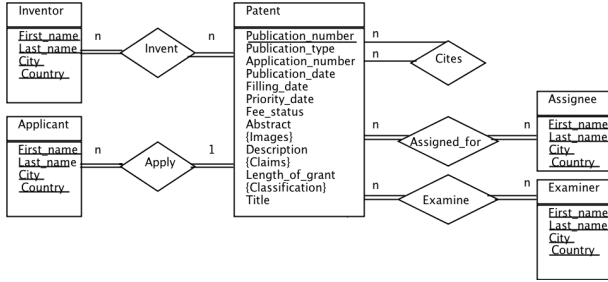 Inventor
First_name
Last_name
City
Country
n
Invent
n
Patent
Publication_number
Publication_type
Application_number
Publication_date
Filling_date
Priority_date
Fee_status
Abstract
{Images}
Description
{Claims}
Length_of_grant
{Classification}
Title
n
n
Cites
Applicant
First_name
Last_name
City
Country
n
Apply
1
n
Assigned_for
n
Assignee
First_name
Last_name
City
Country
n
Examine
n
Examiner
First_name
Last_name
City
Country